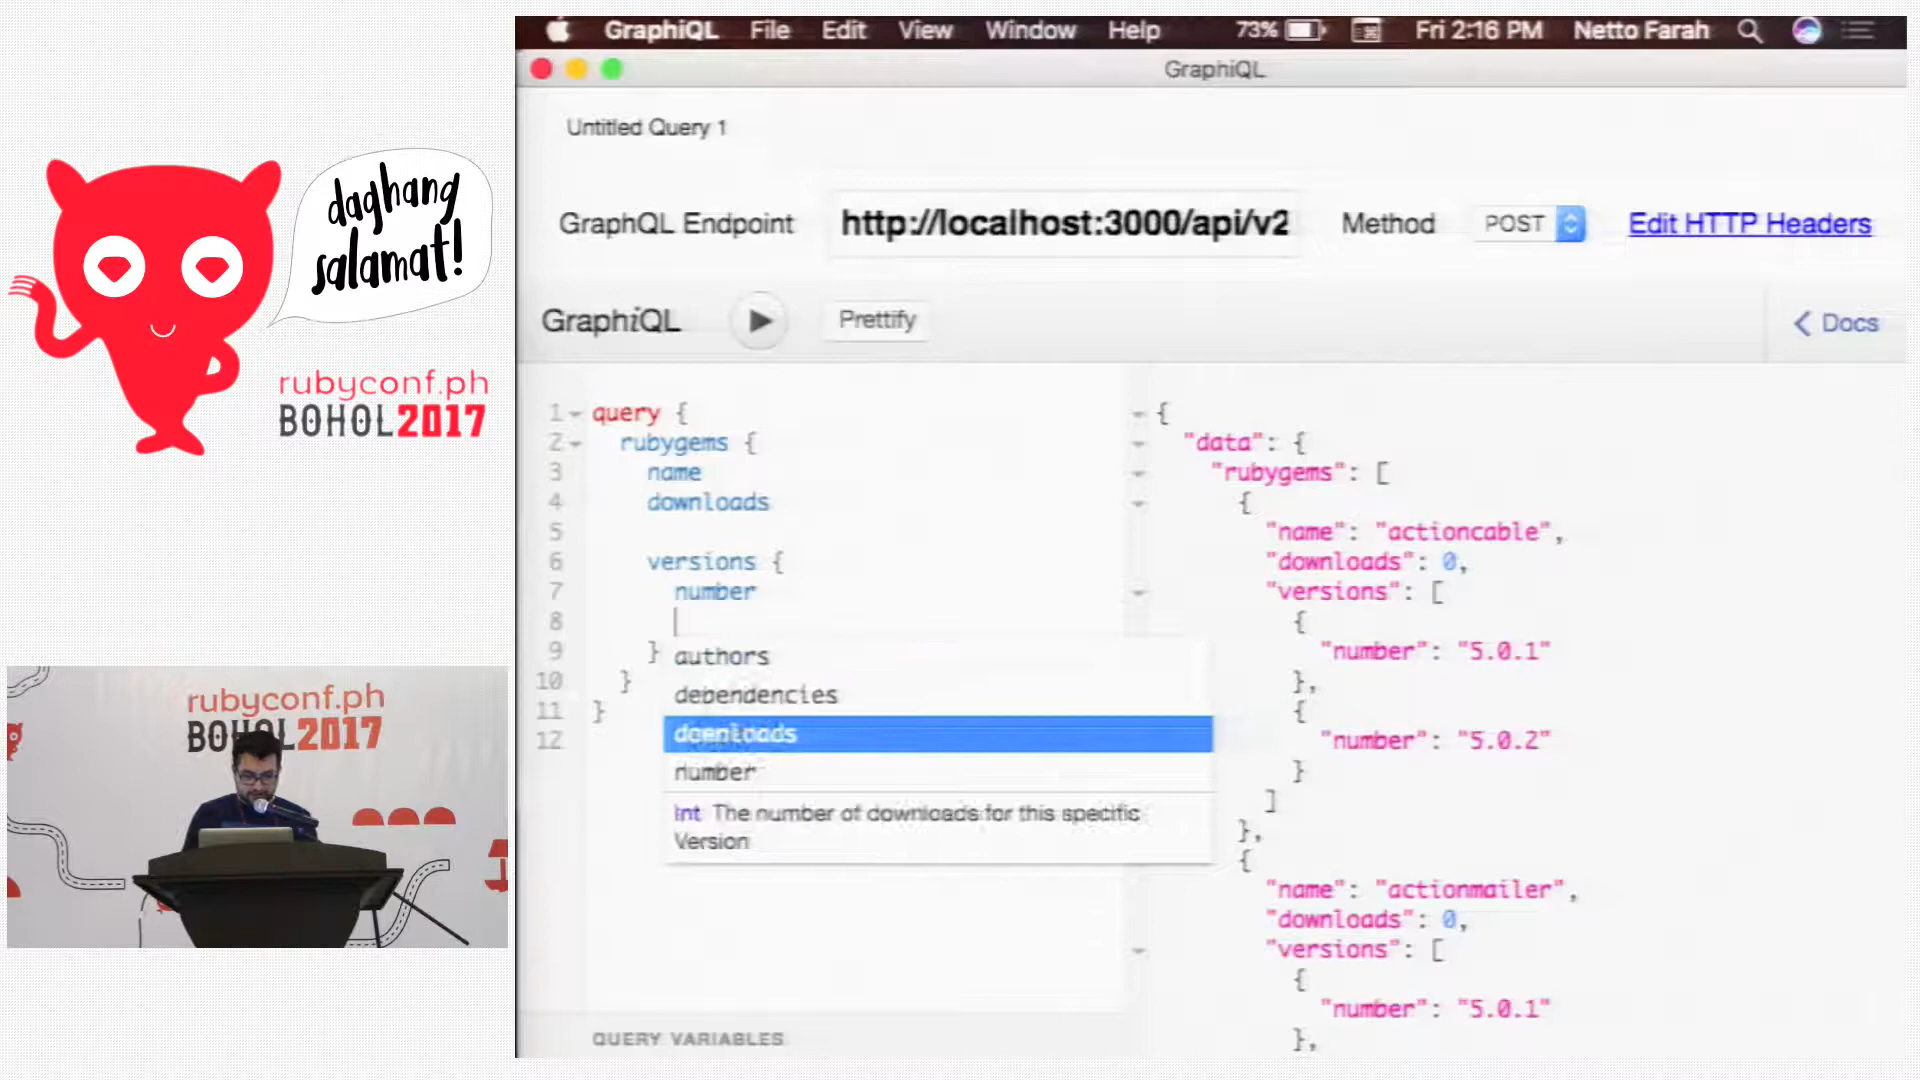 daghang
salamat!
rubyconf.ph
BOHOL2017
rubyconf.ph
BOHOL2017
GraphiQL File Edit View Window Help 73% Fri 2:16 PM Netto Farah
GraphiQL
Untitled Query 1
GraphQL Endpoint http://localhost:3000/api/v2 Method POST Edit HTTP Headers
GraphiQL Prettify Docs
1 query {
2 rubygems {
3 name
4 downloads
5
6 versions {
7 number
8
9 }
10 }
11 }
12
authors
dependencies
downloads
number
Int The number of downloads for this specific
Version
QUERY VARIABLES
{
"data": {
"rubygems": [
{
"name": "actioncable",
"downloads": 0,
"versions": [
{
"number": "5.0.1"
},
{
"number": "5.0.2"
}
]
},
{
"name": "actionmailer",
"downloads": 0,
"versions": [
{
"number": "5.0.1"
},